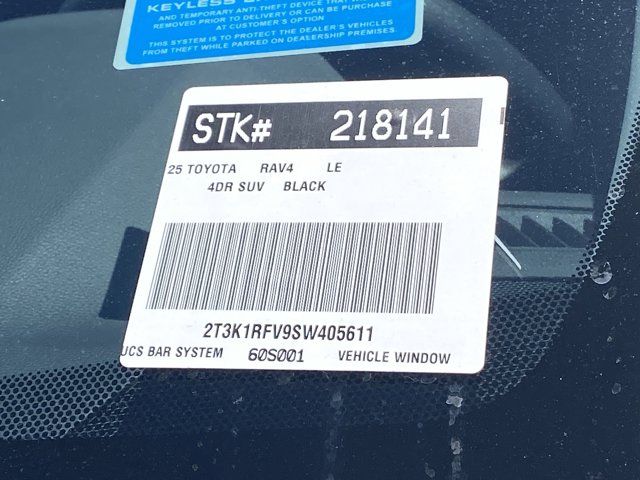 KEYLESS
AND TEMPORARY ANTI-THEFT DEVICE THAT
REMOVED PRIOR TO DELIVERY OR CAN BE PURCHASE
AT CUSTOMER'S OPTION
THIS SYSTEM IS TO PROTECT THE DEALER'S VEHICLES
FROM THEFT WHILE PARKED ON DEALERSHIP PREMISES
STK# 218141
25 TOYOTA RAV4 LE
4DR SUV BLACK
2T3K1RFV9SW405611
UCS BAR SYSTEM 60S001 VEHICLE WINDOW